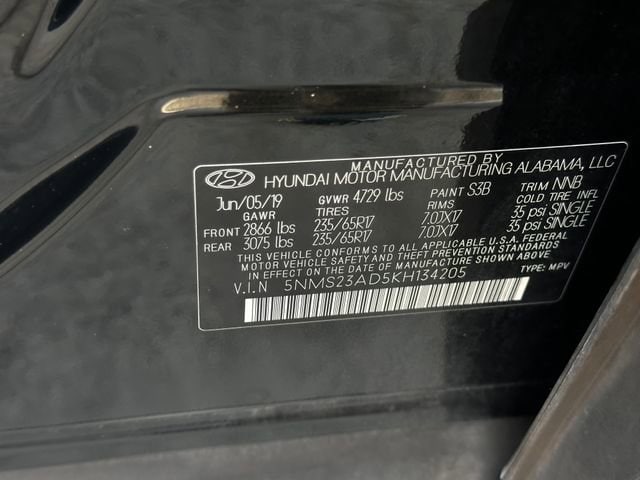 MANUFACTURED BY
HYUNDAI MOTOR MANUFACTURING ALABAMA, LLC
Jun/05/19 GVWR 4729 lbs PAINT S3B TRIM NNB
GAWR TIRES RIMS COLD TIRE INFL
FRONT 2866 lbs 235/65R17 7.0JX17 35 psi SINGLE
REAR 3075 lbs 235/65R17 7.0JX17 35 psi SINGLE
THIS VEHICLE CONFORMS TO ALL APPLICABLE U.S.A. FEDERAL
MOTOR VEHICLE SAFETY AND THEFT PREVENTION STANDARDS
IN EFFECT ON THE DATE OF MANUFACTURE SHOWN ABOVE.
V.I.N 5NMS23AD5KH134205 TYPE: MPV